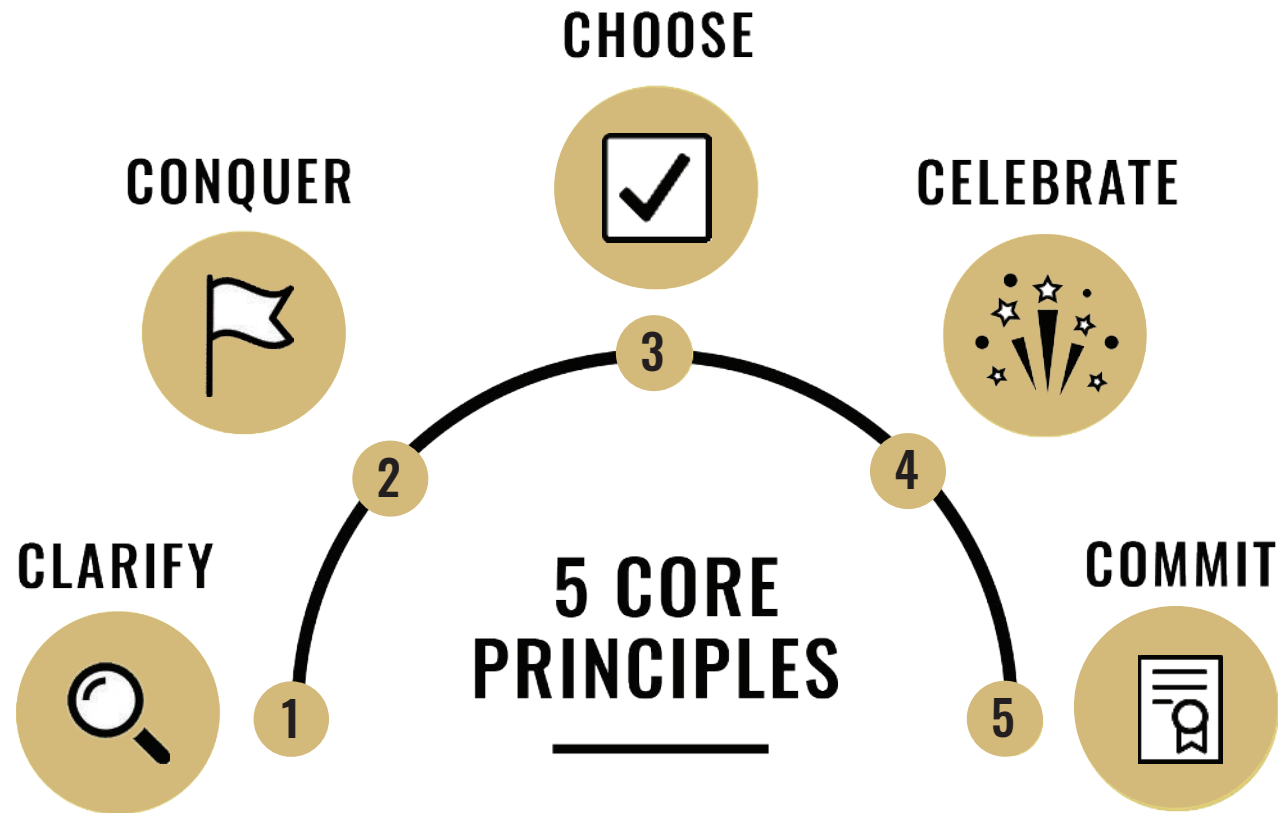 CLARIFY
1
CONQUER
2
CHOOSE
3
CELEBRATE
4
COMMIT
5
5 CORE
PRINCIPLES